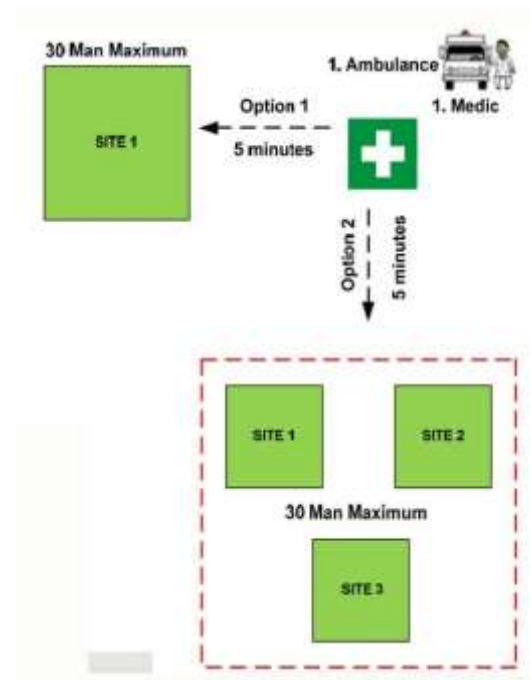 30 Man Maximum
1. Ambulance
1. Medic
Option 1
5 minutes
SITE 1
Option 2
5 minutes
SITE 1
SITE 2
30 Man Maximum
SITE 3